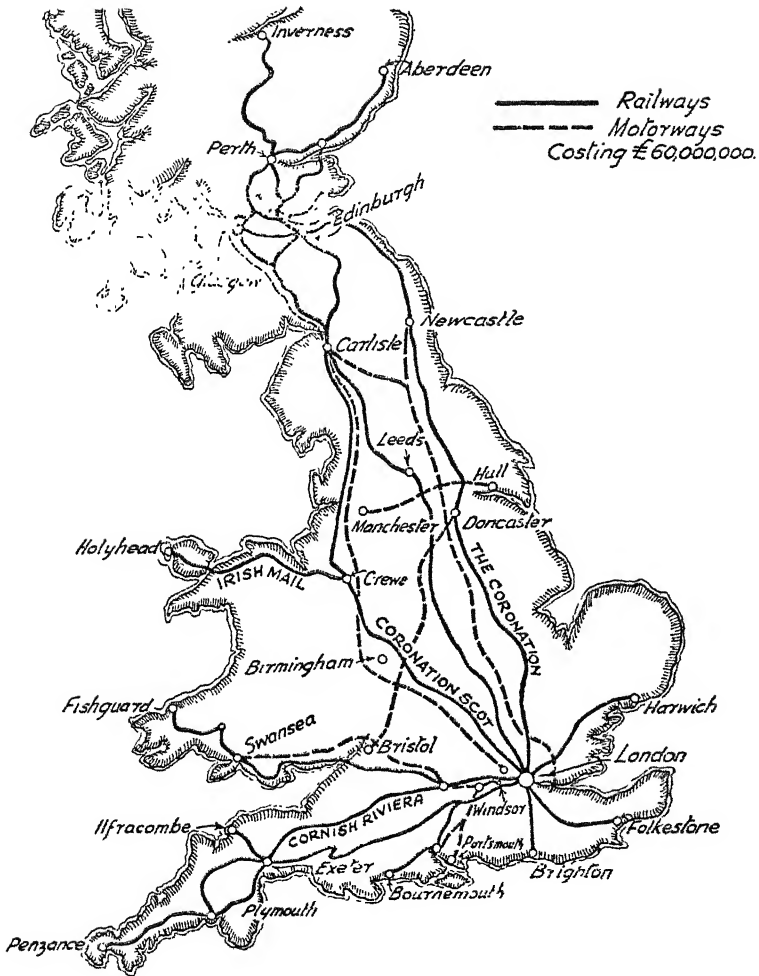 Inverness
Aberdeen
Railways
Motorways
Costing £60,000,000.
Perth
Edinburgh
Glasgow
Newcastle
Carlisle
Leeds
Hull
Manchester
Doncaster
Holyhead
IRISH MAIL
Crewe
THE CORONATION
CORONATION SCOT
Birmingham
Fishguard
Swansea
Bristol
Harwich
London
Windsor
Ilfracombe
CORNISH RIVIERA
Portsmouth
Folkestone
Exeter
Bournemouth
Brighton
Plymouth
Penzance